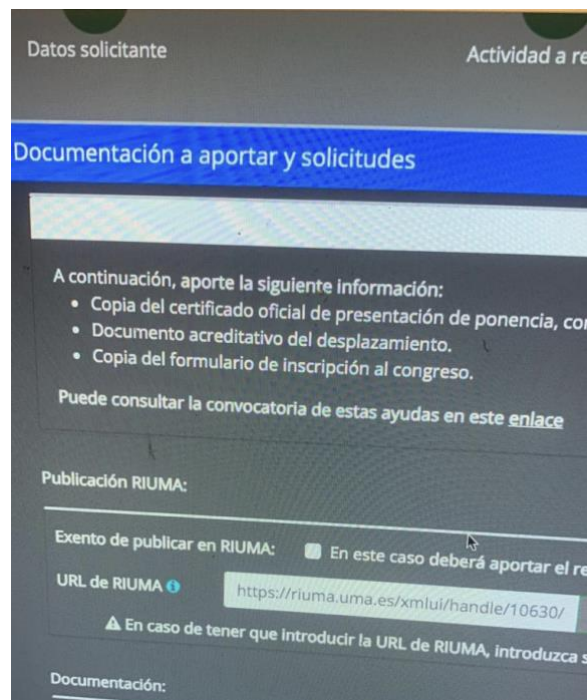 Datos solicitante
Actividad a re
Documentación a aportar y solicitudes
A continuación, aporte la siguiente información:
• Copia del certificado oficial de presentación de ponencia, co
• Documento acreditativo del desplazamiento.
• Copia del formulario de inscripción al congreso.
Puede consultar la convocatoria de estas ayudas en este enlace
Publicación RIUMA:
Exento de publicar en RIUMA: En este caso deberá aportar el re
URL de RIUMA https://riuma.uma.es/xmlui/handle/10630/
En caso de tener que introducir la URL de RIUMA, introduzca s
Documentación: